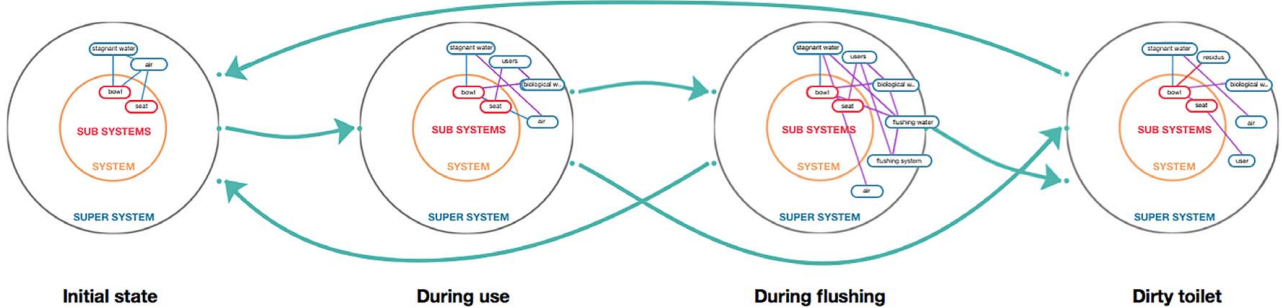 stagnant water
air
bowl
seat
SUB SYSTEMS
SYSTEM
SUPER SYSTEM
Initial state
stagnant water
users
biological w..
bowl
seat
air
SUB SYSTEMS
SYSTEM
SUPER SYSTEM
During use
stagnant water
users
biological w..
bowl
seat
flushing water
SUB SYSTEMS
flushing system
SYSTEM
air
SUPER SYSTEM
During flushing
stagnant water
residus
biological w..
bowl
seat
air
SUB SYSTEMS
user
SYSTEM
SUPER SYSTEM
Dirty toilet